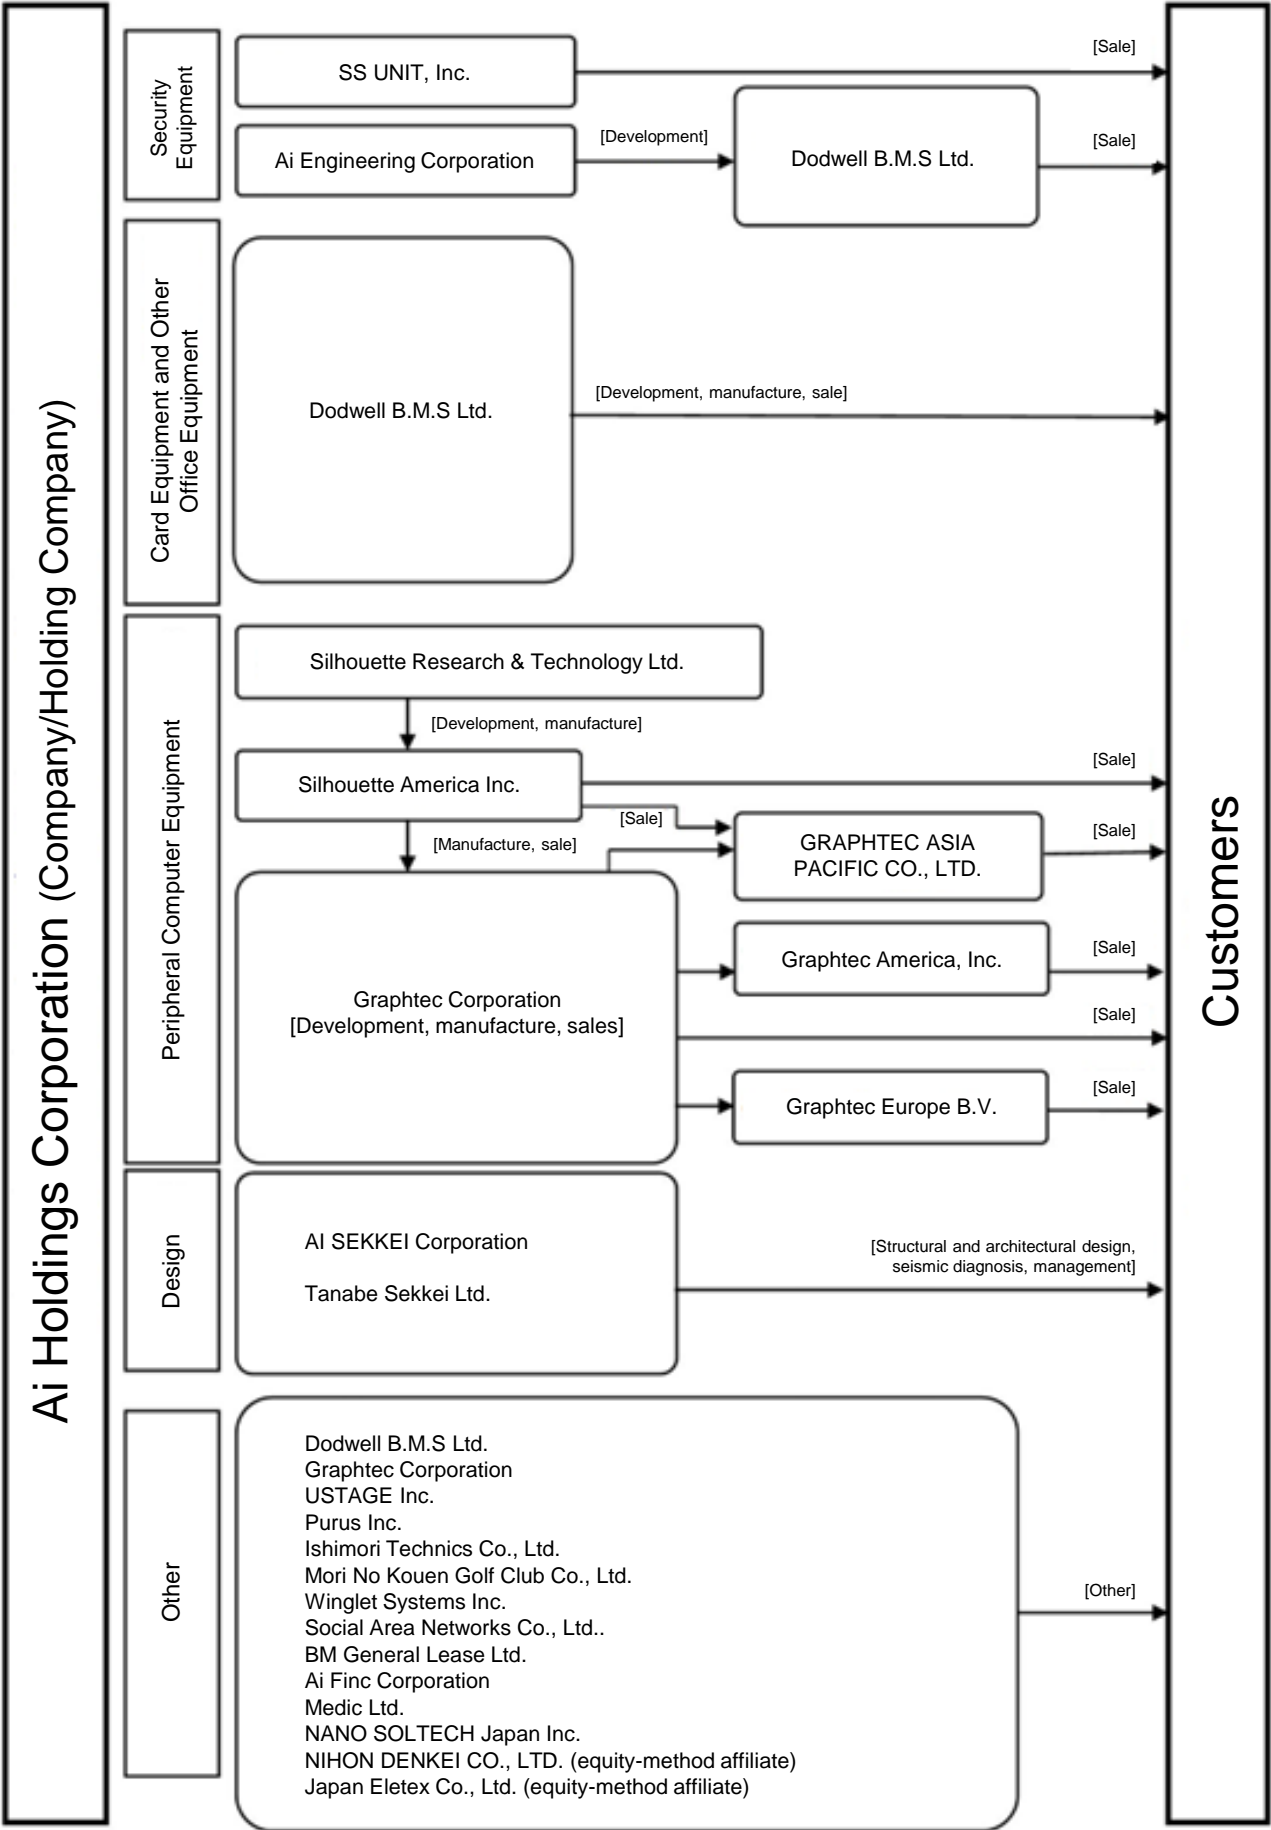 Ai Holdings Corporation (Company/Holding Company)
Security
Equipment
SS UNIT, Inc.
[Sale]
Ai Engineering Corporation
[Development]
Dodwell B.M.S Ltd.
[Sale]
Card Equipment and Other
Office Equipment
Dodwell B.M.S Ltd.
[Development, manufacture, sale]
Peripheral Computer Equipment
Silhouette Research & Technology Ltd.
[Development, manufacture]
Silhouette America Inc.
[Sale]
[Sale]
[Manufacture, sale]
GRAPHTEC ASIA
PACIFIC CO., LTD.
[Sale]
Graphtec Corporation
[Development, manufacture, sales]
Graphtec America, Inc.
[Sale]
[Sale]
Graphtec Europe B.V.
[Sale]
Design
AI SEKKEI Corporation
Tanabe Sekkei Ltd.
[Structural and architectural design,
seismic diagnosis, management]
Other
Dodwell B.M.S Ltd.
Graphtec Corporation
USTAGE Inc.
Purus Inc.
Ishimori Technics Co., Ltd.
Mori No Kouen Golf Club Co., Ltd.
Winglet Systems Inc.
Social Area Networks Co., Ltd..
BM General Lease Ltd.
Ai Finc Corporation
Medic Ltd.
NANO SOLTECH Japan Inc.
NIHON DENKEI CO., LTD. (equity-method affiliate)
Japan Eletex Co., Ltd. (equity-method affiliate)
[Other]
Customers